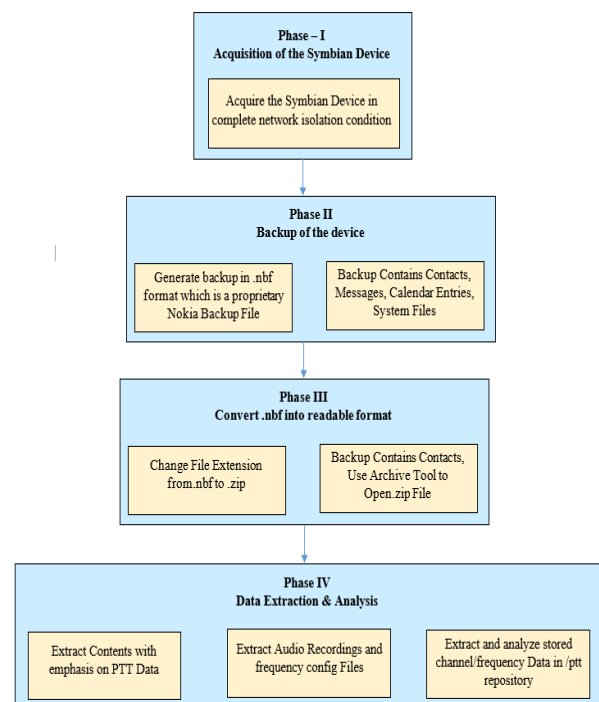 Phase – I
Acquisition of the Symbian Device
Acquire the Symbian Device in
complete network isolation condition
Phase II
Backup of the device
Generate backup in .nbf
format which is a proprietary
Nokia Backup File
Backup Contains Contacts,
Messages, Calendar Entries,
System Files
Phase III
Convert .nbf into readable format
Change File Extension
from.nbf to .zip
Backup Contains Contacts,
Use Archive Tool to
Open.zip File
Phase IV
Data Extraction & Analysis
Extract Contents with
emphasis on PTT Data
Extract Audio Recordings and
frequency config Files
Extract and analyze stored
channel/frequency Data in /ptt
repository